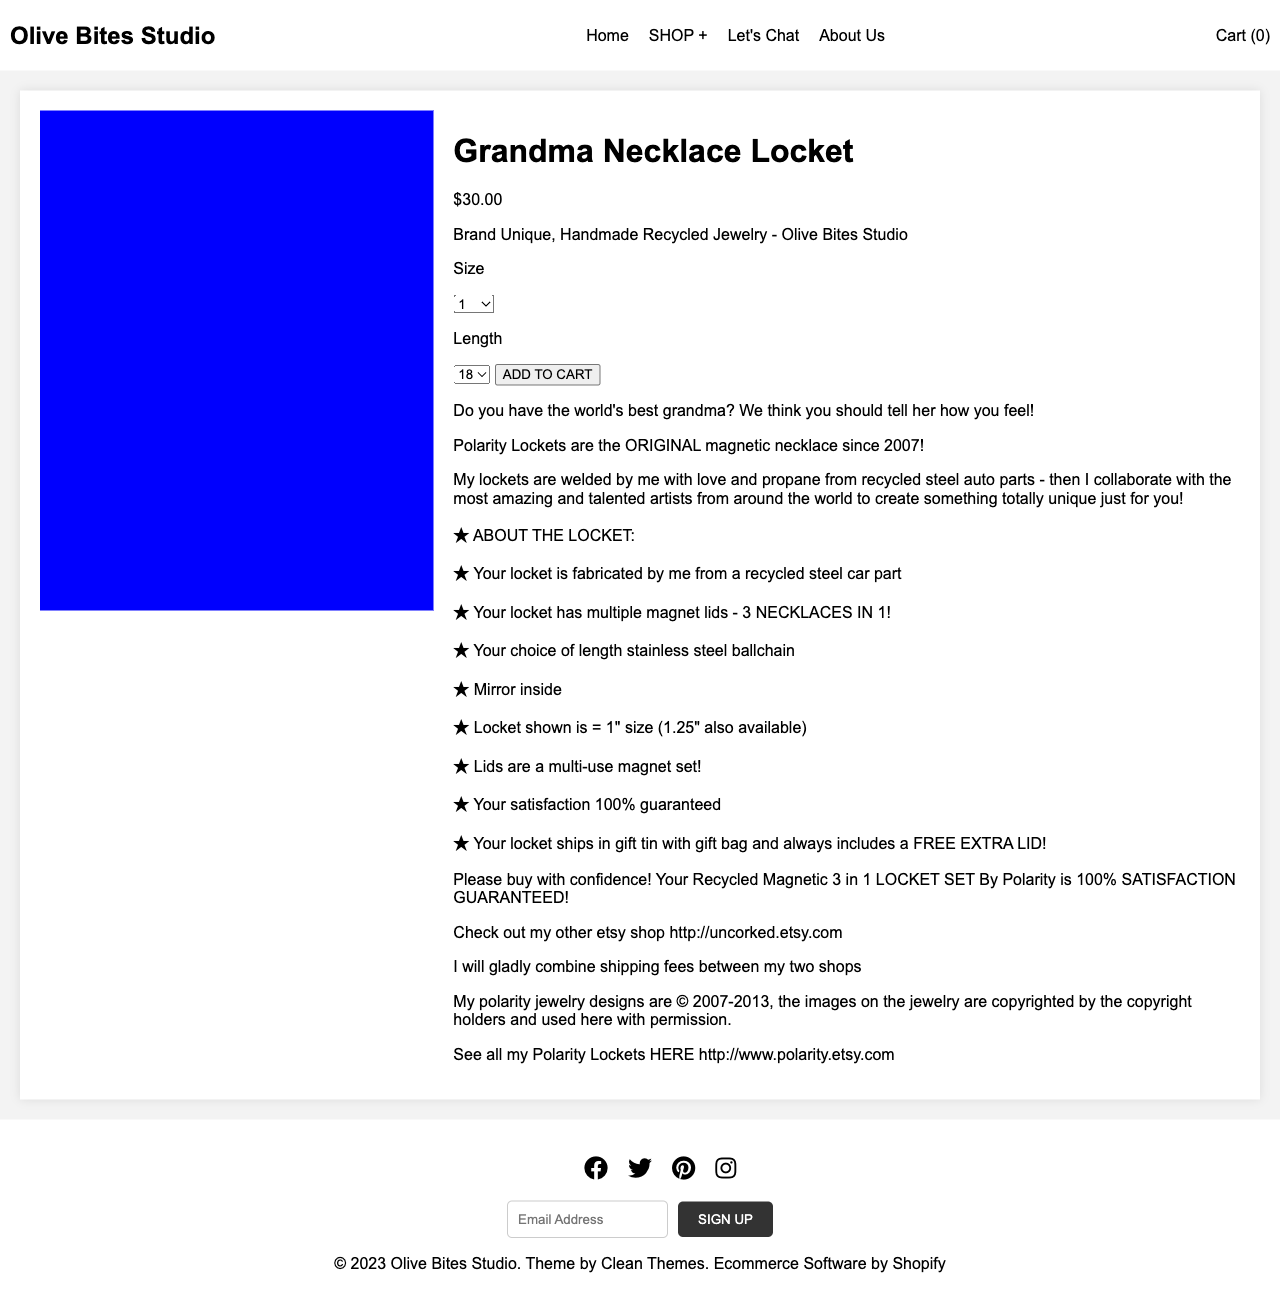 Olive Bites Studio
Home SHOP + Let's Chat About Us
Cart (0)
Grandma Necklace Locket
$30.00
Brand Unique, Handmade Recycled Jewelry - Olive Bites Studio
Size
1
Length
18 ADD TO CART
Do you have the world's best grandma? We think you should tell her how you feel!
Polarity Lockets are the ORIGINAL magnetic necklace since 2007!
My lockets are welded by me with love and propane from recycled steel auto parts - then I collaborate with the
most amazing and talented artists from around the world to create something totally unique just for you!
★ ABOUT THE LOCKET:
★ Your locket is fabricated by me from a recycled steel car part
★ Your locket has multiple magnet lids - 3 NECKLACES IN 1!
★ Your choice of length stainless steel ballchain
★ Mirror inside
★ Locket shown is = 1" size (1.25" also available)
★ Lids are a multi-use magnet set!
★ Your satisfaction 100% guaranteed
★ Your locket ships in gift tin with gift bag and always includes a FREE EXTRA LID!
Please buy with confidence! Your Recycled Magnetic 3 in 1 LOCKET SET By Polarity is 100% SATISFACTION
GUARANTEED!
Check out my other etsy shop http://uncorked.etsy.com
I will gladly combine shipping fees between my two shops
My polarity jewelry designs are © 2007-2013, the images on the jewelry are copyrighted by the copyright
holders and used here with permission.
See all my Polarity Lockets HERE http://www.polarity.etsy.com
Email Address SIGN UP
© 2023 Olive Bites Studio. Theme by Clean Themes. Ecommerce Software by Shopify